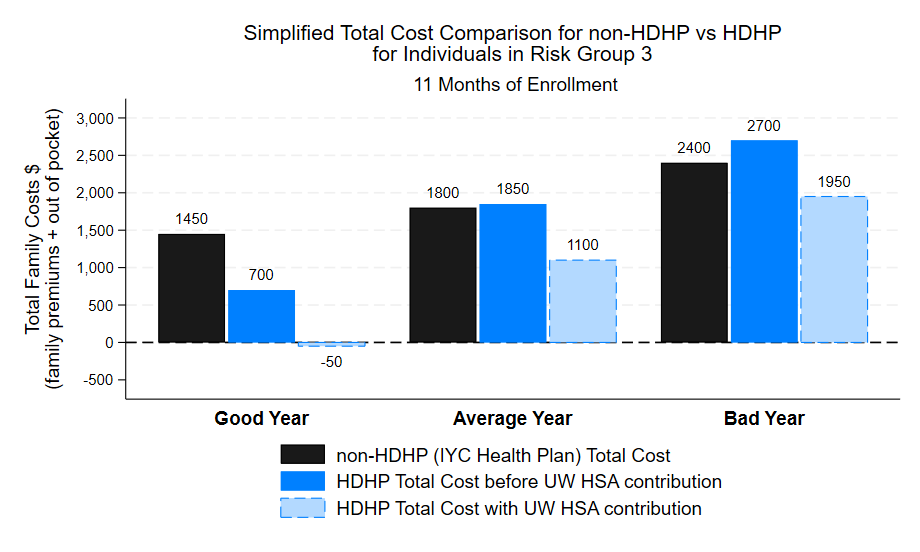 Simplified Total Cost Comparison for non-HDHP vs HDHP
for Individuals in Risk Group 3
11 Months of Enrollment
Total Family Costs $
(family premiums + out of pocket)
3,000
2,500
2,000
1,500
1,000
500
0
-500
1450
700
-50
1800
1850
1100
2400
2700
1950
Good Year
Average Year
Bad Year
non-HDHP (IYC Health Plan) Total Cost
HDHP Total Cost before UW HSA contribution
HDHP Total Cost with UW HSA contribution